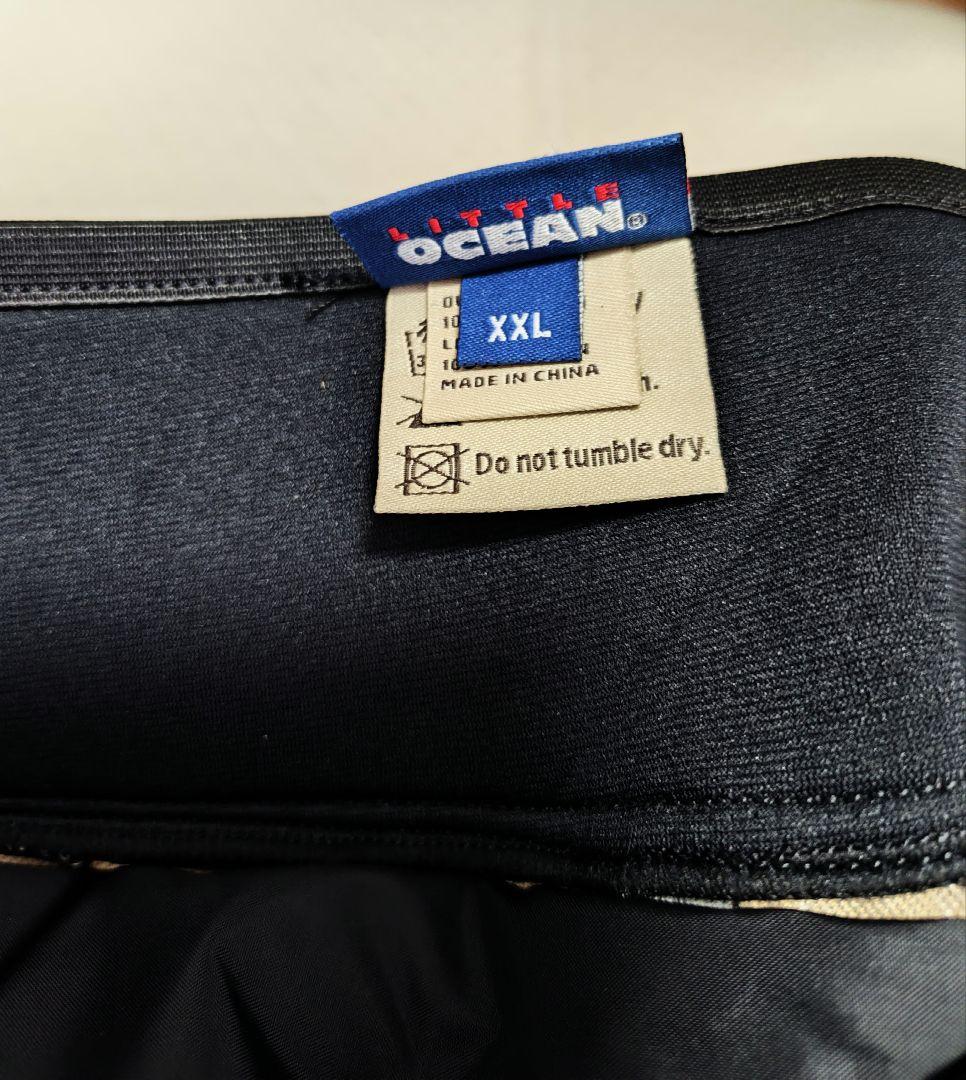 LITTLE
OCEAN®
XXL
MADE IN CHINA
Do not tumble dry.